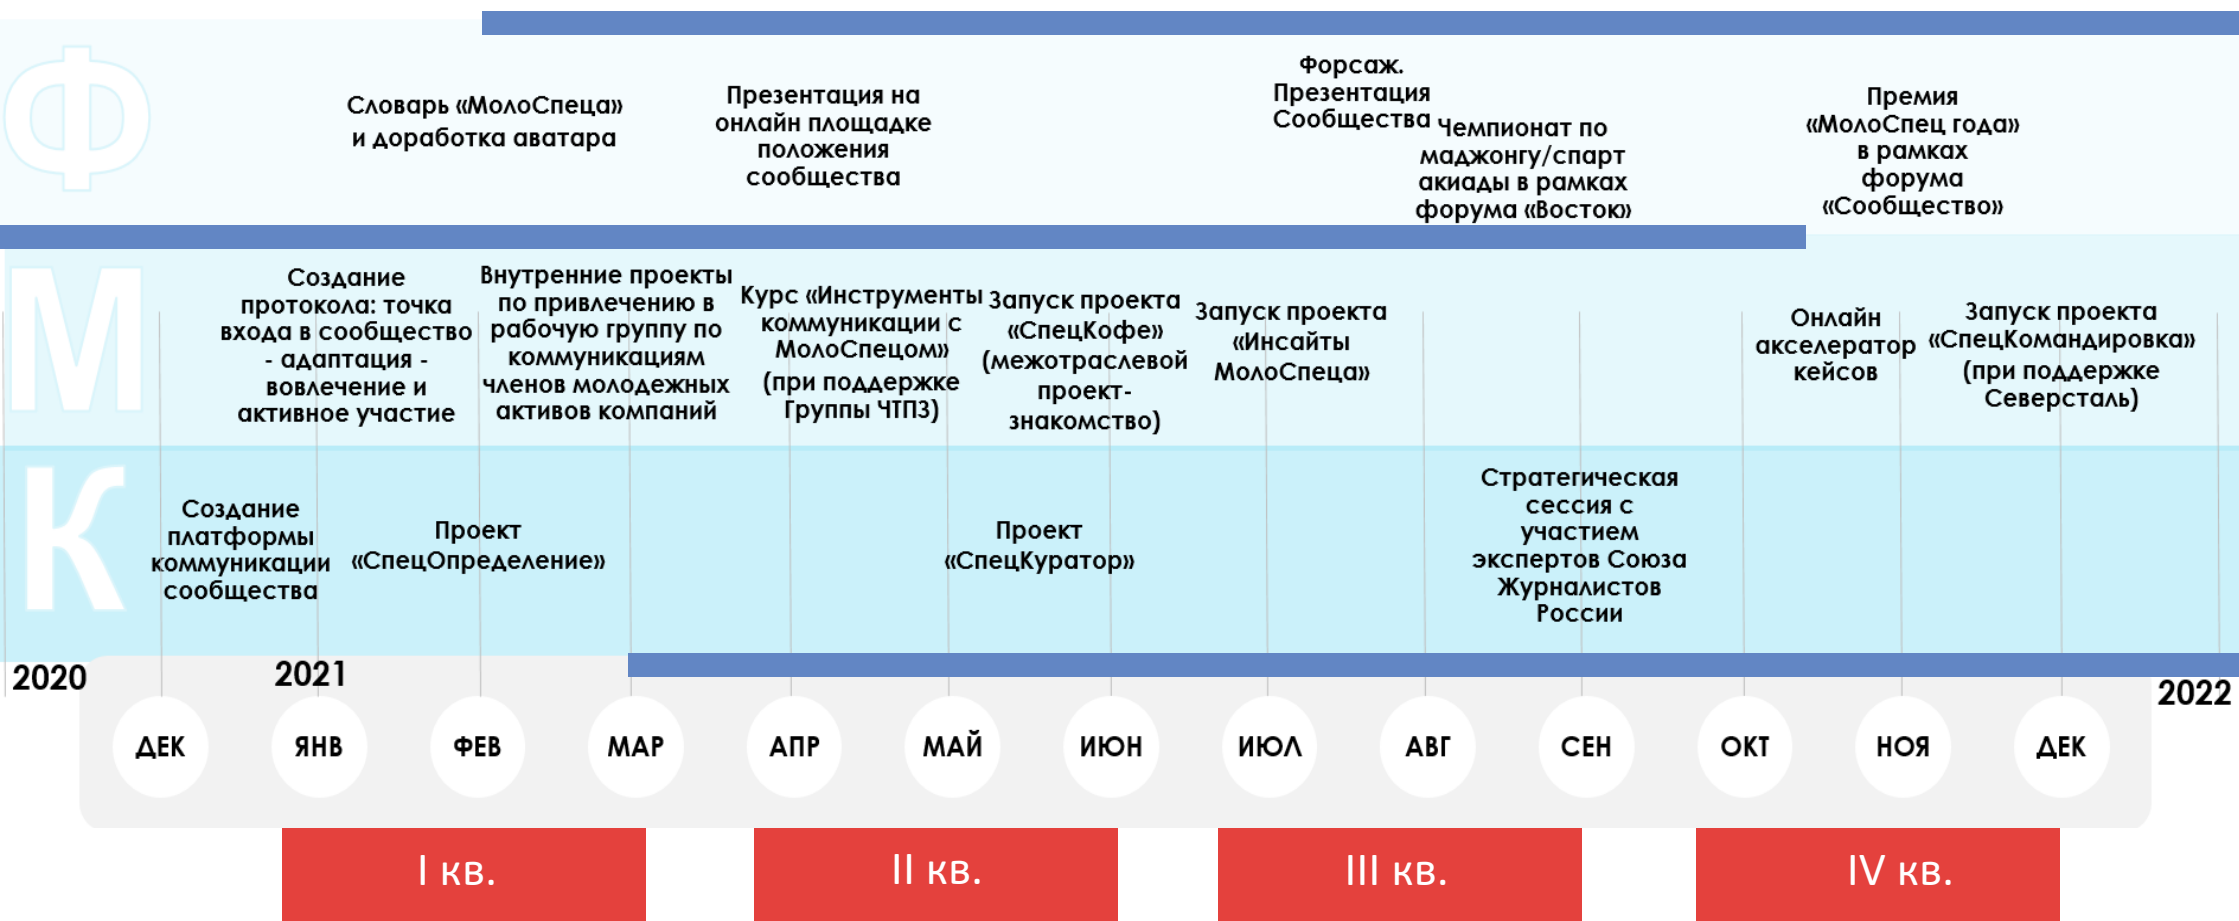 Ф
Словарь «МолоСпеца»
и доработка аватара
Презентация на
онлайн площадке
положения
сообщества
Форсаж.
Презентация
Сообщества
Чемпионат по
маджонгу/спарт
акиады в рамках
форума «Восток»
Премия
«МолоСпец года»
в рамках
форума
«Сообщество»
М
Создание
протокола: точка
входа в сообщество
- адаптация -
вовлечение и
активное участие
Внутренние проекты
по привлечению в
рабочую группу по
коммуникациям
членов молодежных
активов компаний
Курс «Инструменты
коммуникации с
МолоСпецом»
(при поддержке
Группы ЧТПЗ)
Запуск проекта
«СпецКофе»
(межотраслевой
проект-
знакомство)
Запуск проекта
«Инсайты
МолоСпеца»
Онлайн
акселератор
кейсов
Запуск проекта
«СпецКомандировка»
(при поддержке
Северсталь)
К
Создание
платформы
коммуникации
сообщества
Проект
«СпецОпределение»
Проект
«СпецКуратор»
Стратегическая
сессия с
участием
экспертов Союза
Журналистов
России
2020
2021
2022
ДЕК
ЯНВ
ФЕВ
МАР
АПР
МАЙ
ИЮН
ИЮЛ
АВГ
СЕН
ОКТ
НОЯ
ДЕК
I кв.
II кв.
III кв.
IV кв.